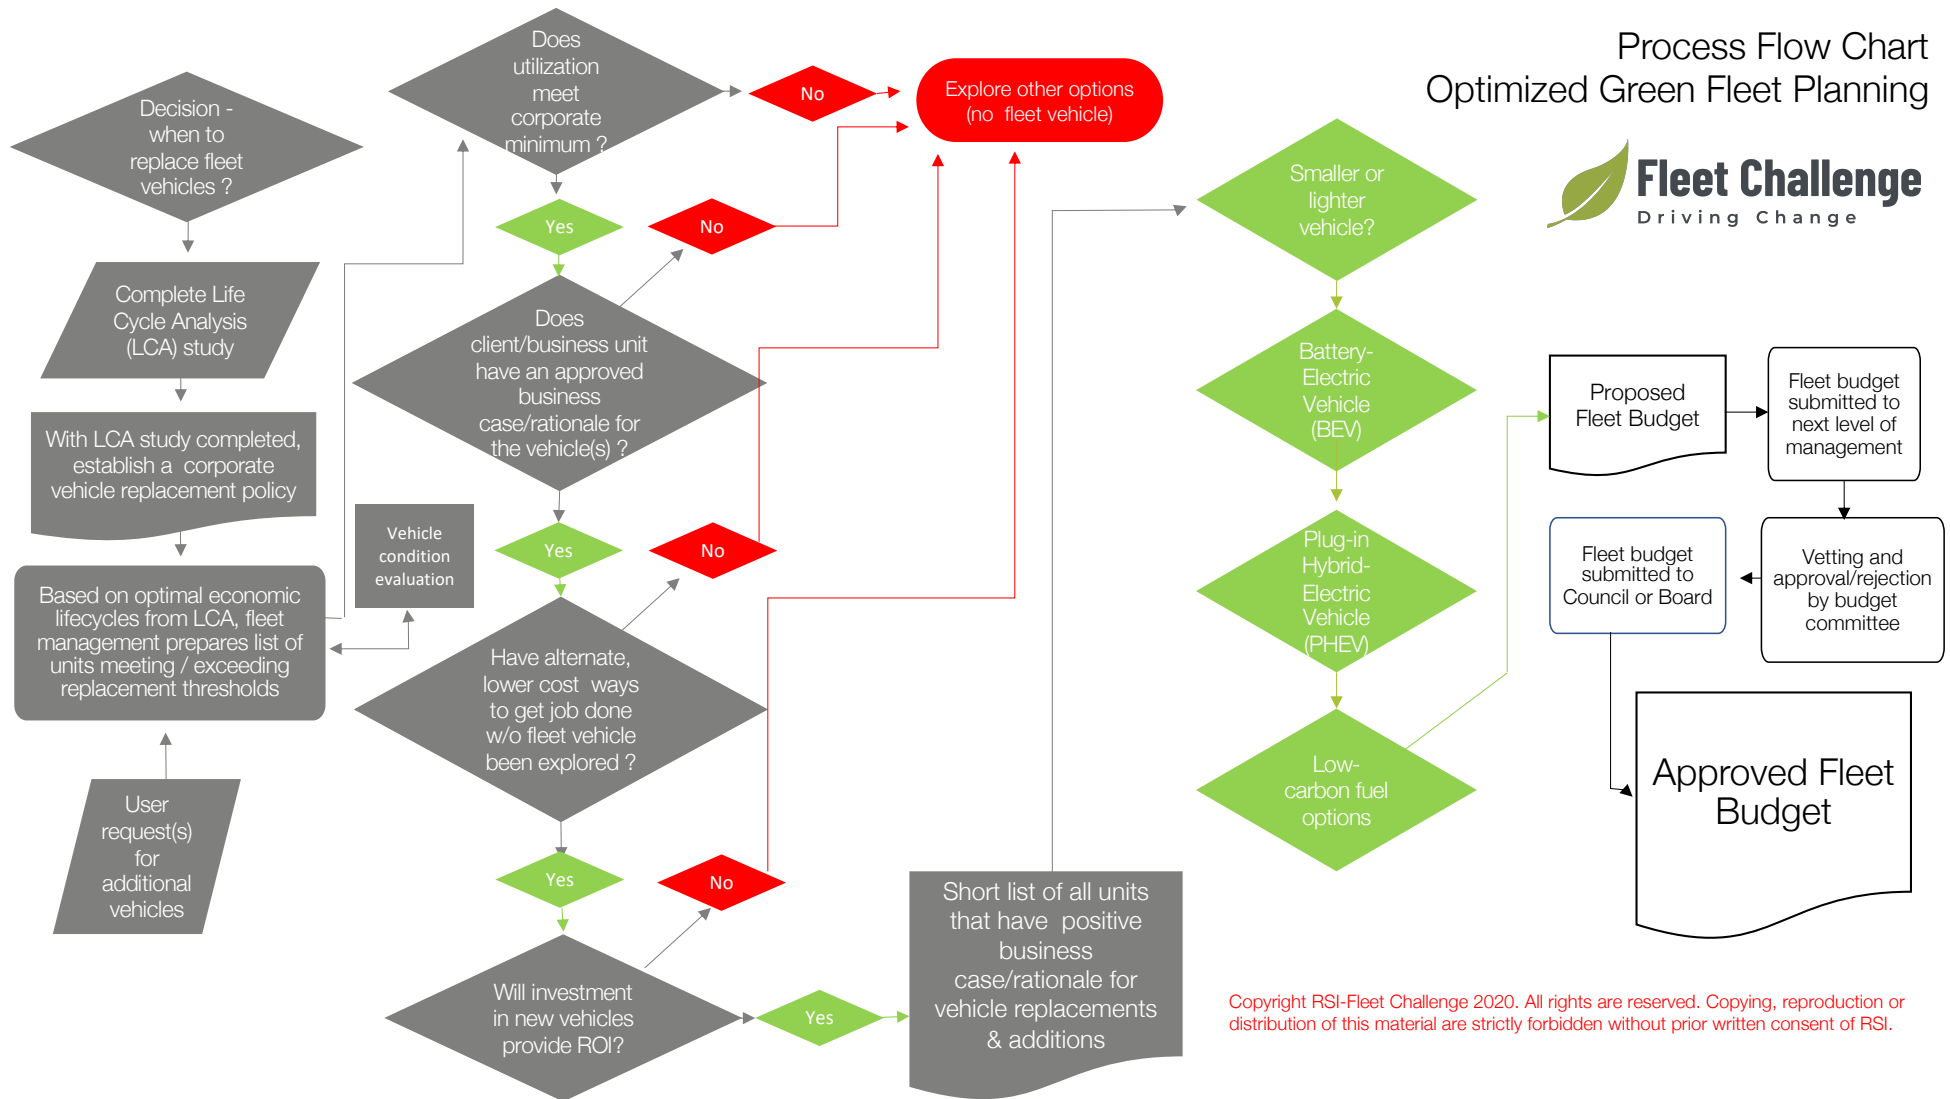 Process Flow Chart
Optimized Green Fleet Planning
Fleet Challenge
Driving Change
Decision -
when to
replace fleet
vehicles ?
Complete Life
Cycle Analysis
(LCA) study
With LCA study completed,
establish a corporate
vehicle replacement policy
Based on optimal economic
lifecycles from LCA, fleet
management prepares list of
units meeting / exceeding
replacement thresholds
User
request(s)
for
additional
vehicles
Vehicle
condition
evaluation
Does
utilization
meet
corporate
minimum ?
No
Explore other options
(no fleet vehicle)
Yes
No
Does
client/business unit
have an approved
business
case/rationale for
the vehicle(s) ?
Yes
No
Have alternate,
lower cost ways
to get job done
w/o fleet vehicle
been explored ?
Yes
No
Will investment
in new vehicles
provide ROI?
Yes
Short list of all units
that have positive
business
case/rationale for
vehicle replacements
& additions
Smaller or
lighter
vehicle?
Battery-
Electric
Vehicle
(BEV)
Plug-in
Hybrid-
Electric
Vehicle
(PHEV)
Low-
carbon fuel
options
Proposed
Fleet Budget
Fleet budget
submitted to
next level of
management
Vetting and
approval/rejection
by budget
committee
Fleet budget
submitted to
Council or Board
Approved Fleet
Budget
Copyright RSI-Fleet Challenge 2020. All rights are reserved. Copying, reproduction or
distribution of this material are strictly forbidden without prior written consent of RSI.